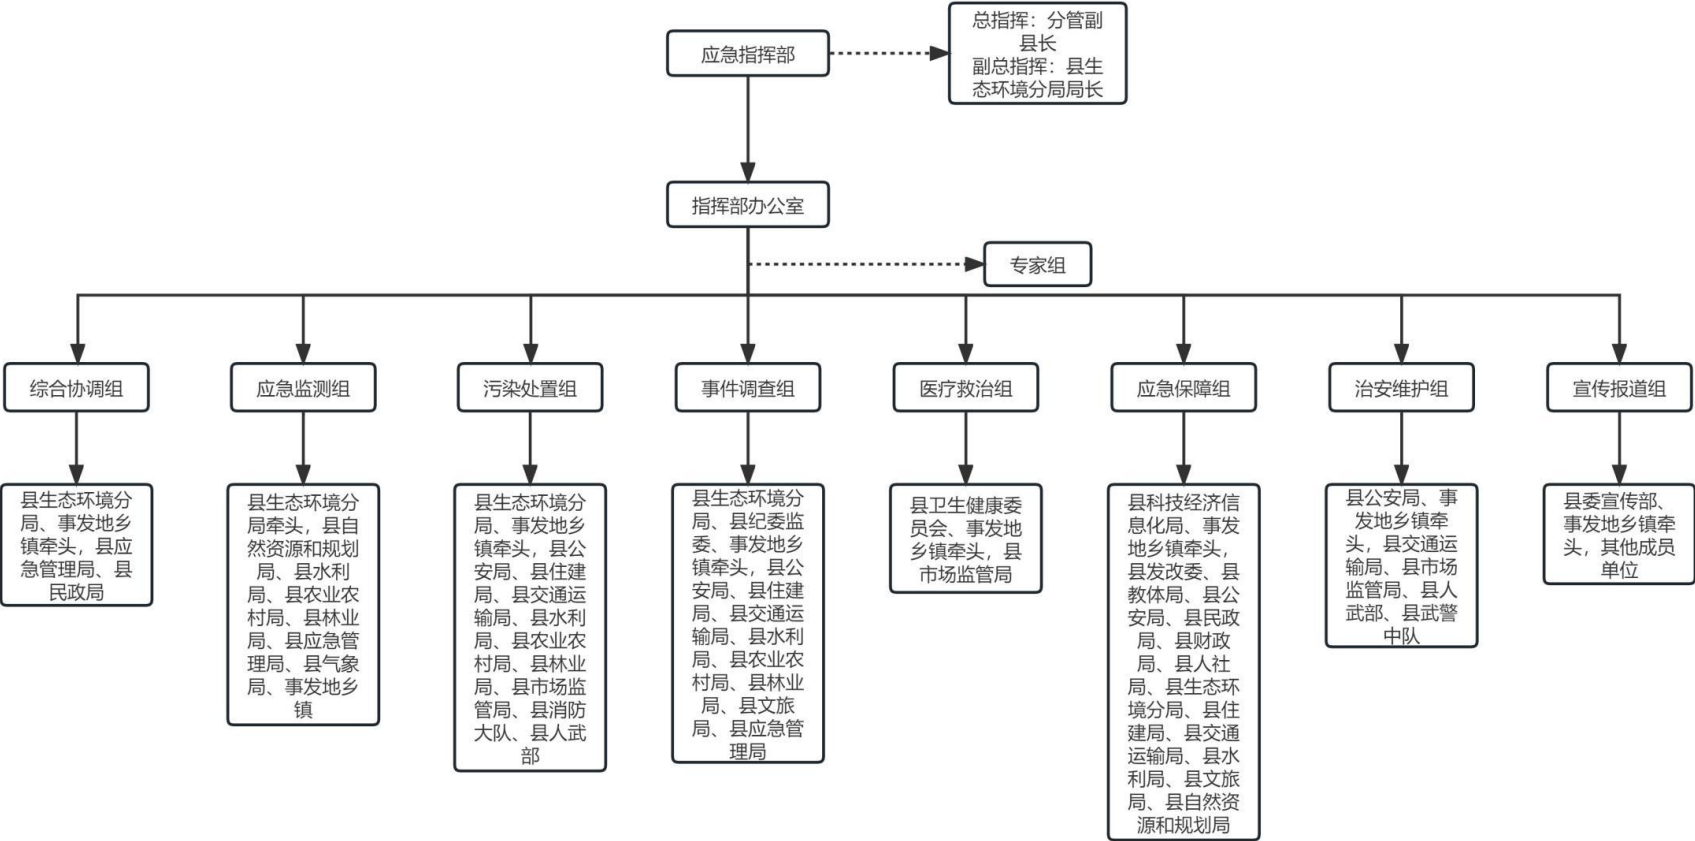 应急指挥部
总指挥：分管副
县长
副总指挥：县生
态环境分局局长
指挥部办公室
专家组
综合协调组
应急监测组
污染处置组
事件调查组
医疗救治组
应急保障组
治安维护组
宣传报道组
县生态环境分
局、事发地乡
镇牵头，县应
急管理局、县
民政局
县生态环境分
局牵头，县自
然资源和规划
局、县水利
局、县农业农
村局、县林业
局、县应急管
理局、县气象
局、事发地乡
镇
县生态环境分
局、事发地乡
镇牵头，县公
安局、县住建
局、县交通运
输局、县水利
局、县农业农
村局、县林业
局、县市场监
管局、县消防
大队、县人武
部
县生态环境分
局、县纪委监
委、事发地乡
镇牵头，县公
安局、县住建
局、县交通运
输局、县水利
局、县农业农
村局、县林业
局、县文旅
局、县应急管
理局
县卫生健康委
员会、事发地
乡镇牵头，县
市场监管局
县科技经济信
息化局、事发
地乡镇牵头，
县发改委、县
教体局、县公
安局、县民政
局、县财政
局、县人社
局、县生态环
境分局、县住
建局、县交通
运输局、县水
利局、县文旅
局、县自然资
源和规划局
县公安局、事
发地乡镇牵
头，县交通运
输局、县市场
监管局、县人
武部、县武警
中队
县委宣传部、
事发地乡镇牵
头，其他成员
单位